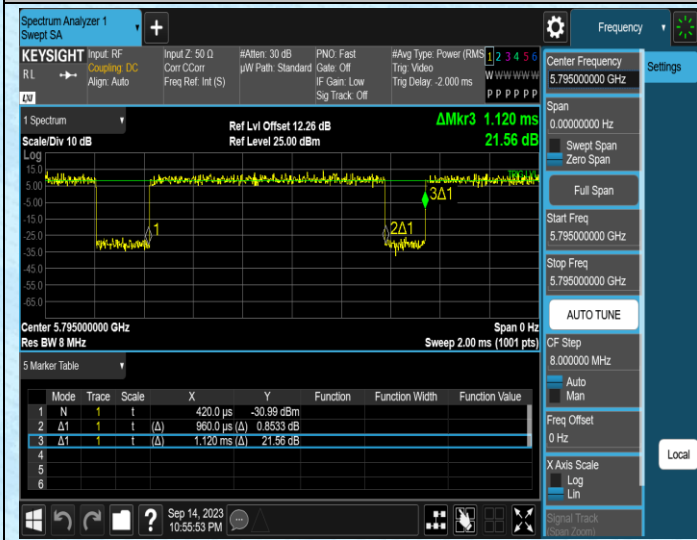 Spectrum Analyzer 1
Swept SA
Frequency
Settings
KEYSIGHT
RL
LXI
Input: RF
Coupling: DC
Align: Auto
Input Z: 50 Ω
Corr CCorr
Freq Ref: Int (S)
#Atten: 30 dB
µW Path: Standard
PNO: Fast
Gate: Off
IF Gain: Low
Sig Track: Off
#Avg Type: Power (RMS
Trig: Video
Trig Delay: -2.000 ms
1 2 3 4 5 6
W W W W W W
P P P P P P
1 Spectrum
Scale/Div 10 dB
Ref Lvl Offset 12.26 dB
Ref Level 25.00 dBm
ΔMkr3 1.120 ms
21.56 dB
Log
15.0
5.00
-5.00
-15.0
-25.0
-35.0
-45.0
-55.0
-65.0
1
2Δ1
3Δ1
Center 5.795000000 GHz
Res BW 8 MHz
Span 0 Hz
Sweep 2.00 ms (1001 pts)
5 Marker Table
Mode Trace Scale X Y Function Function Width Function Value
1 N 1 t 420.0 µs -30.99 dBm
2 Δ1 1 t (Δ) 960.0 µs (Δ) 0.8533 dB
3 Δ1 1 t (Δ) 1.120 ms (Δ) 21.56 dB
4
5
6
?
Sep 14, 2023
10:55:53 PM
Center Frequency
5.795000000 GHz
Span
0.00000000 Hz
Swept Span
Zero Span
Full Span
Start Freq
5.795000000 GHz
Stop Freq
5.795000000 GHz
AUTO TUNE
CF Step
8.000000 MHz
Auto
Man
Freq Offset
0 Hz
X Axis Scale
Log
Lin
Signal Track
(Span Zoom)
Local